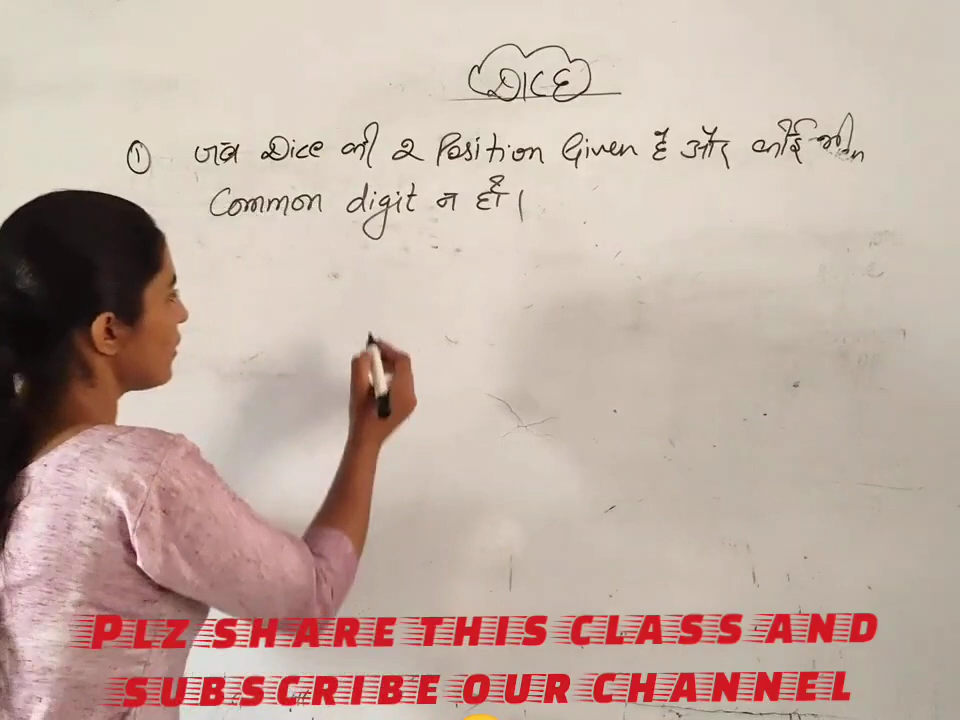 DICE
① जब Dice की 2 Position Given है और कोई भी
Common digit न हो।
PLZ SHARE THIS CLASS AND
SUBSCRIBE OUR CHANNEL